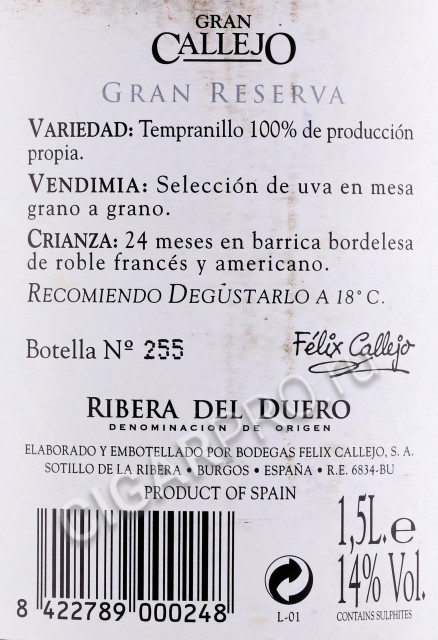 GRAN
CALLEJO
GRAN RESERVA
VARIEDAD: Tempranillo 100% de producción
propia.
VENDIMIA: Selección de uva en mesa
grano a grano.
CRIANZA: 24 meses en barrica bordelesa
de roble francés y americano.
RECOMIENDO DEGUSTARLO A 18° C.
Botella Nº 255
Félix Callejo
RIBERA DEL DUERO
DENOMINACION DE ORIGEN
ELABORADO Y EMBOTELLADO POR BODEGAS FELIX CALLEJO, S. A.
SOTILLO DE LA RIBERA • BURGOS • ESPAÑA • R.E. 6834-BU
PRODUCT OF SPAIN
CIGARPRO.RU
1,5L.e
14% Vol.
CONTAINS SULPHITES
L-01
8 422789 000248